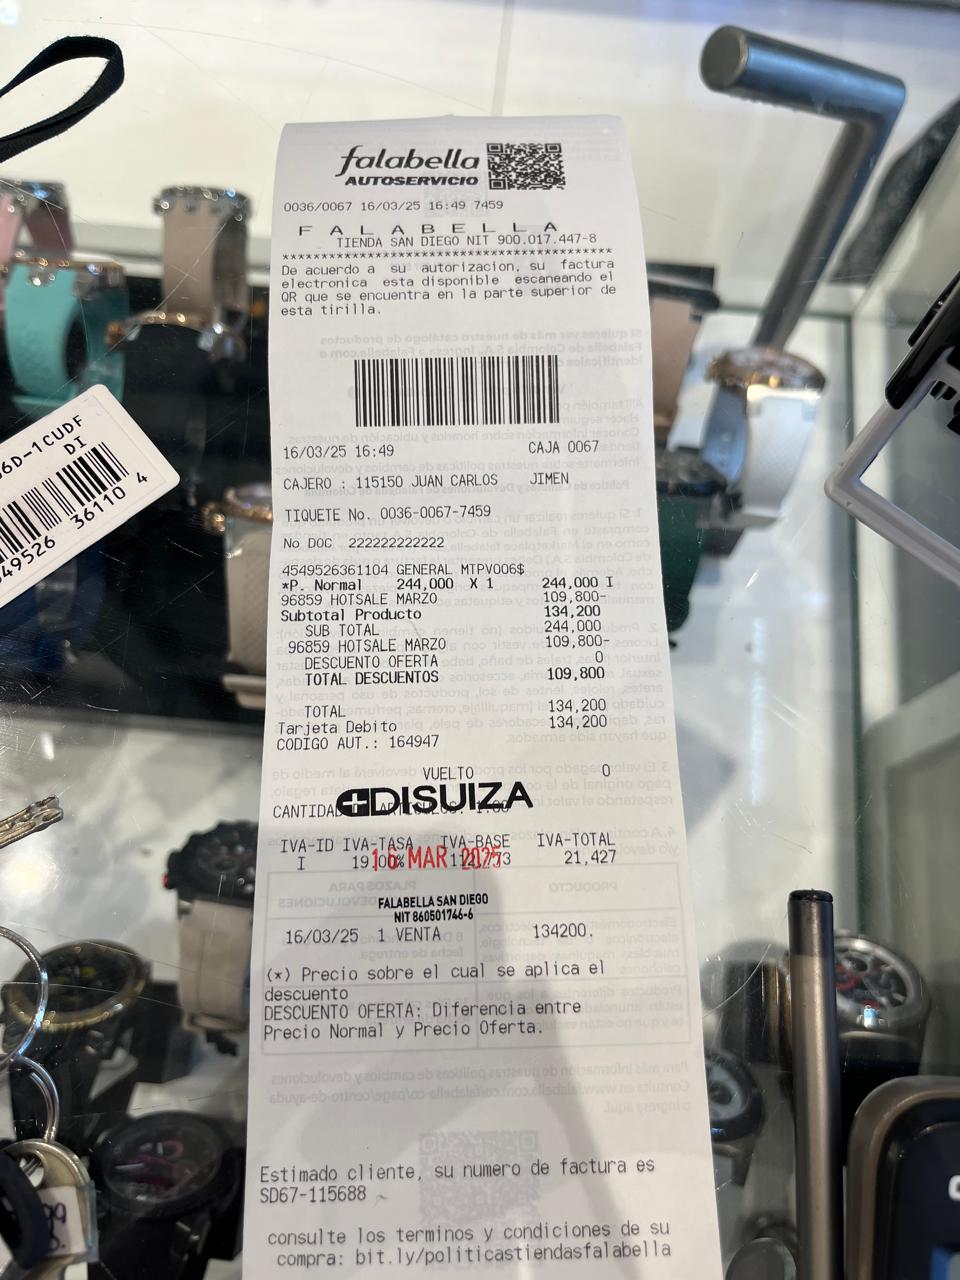 falabella
AUTOSERVICIO
0036/0067 16/03/25 16:49 7459
F A L A B E L L A
TIENDA SAN DIEGO NIT 900.017.447-8
****************************************
De acuerdo a su autorizacion, su factura
electronica esta disponible escaneando el
QR que se encuentra en la parte superior de
esta tirilla.
16/03/25 16:49 CAJA 0067
CAJERO : 115150 JUAN CARLOS JIMEN
TIQUETE No. 0036-0067-7459
No DOC 222222222222
4549526361104 GENERAL MTPV006$
*P. Normal 244,000 X 1 244,000 I
96859 HOTSALE MARZO 109,800-
Subtotal Producto 134,200
SUB TOTAL 244,000
96859 HOTSALE MARZO 109,800-
DESCUENTO OFERTA 0
TOTAL DESCUENTOS 109,800
TOTAL 134,200
Tarjeta Debito 134,200
CODIGO AUT.: 164947
VUELTO 0
DISUIZA
CANTIDAD
IVA-ID IVA-TASA IVA-BASE IVA-TOTAL
I 21,427
16 MAR 2025
FALABELLA SAN DIEGO
NIT 860501746-6
16/03/25 1 VENTA 134200.
(*) Precio sobre el cual se aplica el
descuento
DESCUENTO OFERTA: Diferencia entre
Precio Normal y Precio Oferta.
Estimado cliente, su numero de factura es
SD67-115688
consulte los terminos y condiciones de su
compra: bit.ly/politicastiendasfalabella
6D-1CUDF
DI
49526 36110 4